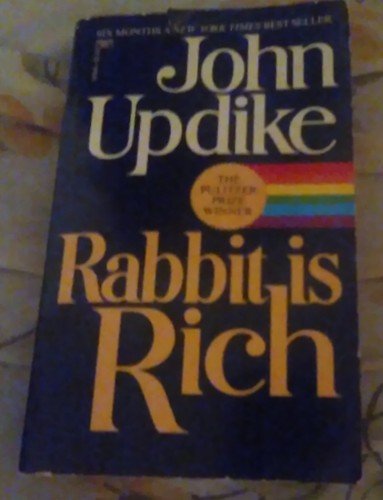 SIX MONTHS A NEW YORK TIMES BEST SELLER
John
Updike
THE
PULITZER
PRIZE
WINNER
Rabbit is
Rich